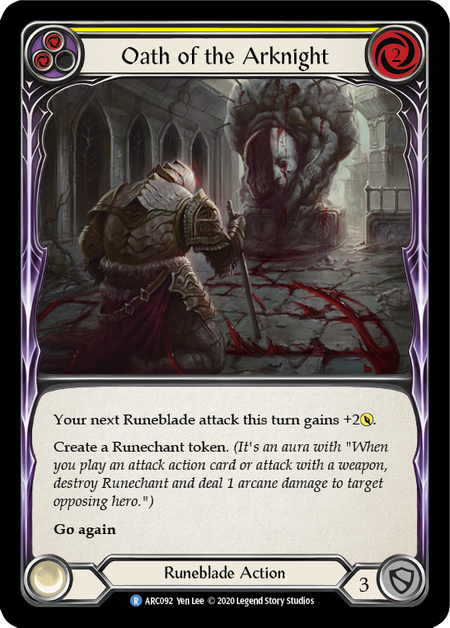 Oath of the Arknight
2
Your next Runeblade attack this turn gains +2.
Create a Runechant token. (It's an aura with "When
you play an attack action card or attack with a weapon,
destroy Runechant and deal 1 arcane damage to target
opposing hero.")
Go again
Runeblade Action
3
R ARC092 Yen Lee © 2020 Legend Story Studios